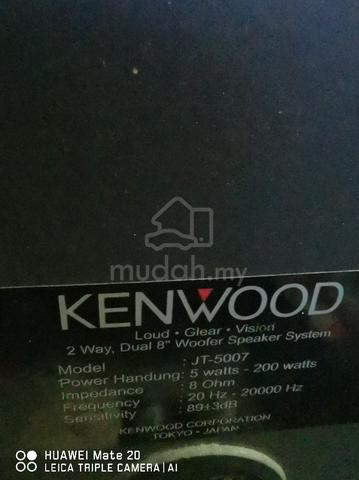 mudah.my
KENWOOD
Loud • Glear • Vision
2 Way, Dual 8" Woofer Speaker System
Model : JT-5007
Power Handung: 5 watts - 200 watts
Impedance : 8 Ohm
Frequency : 20 Hz - 20000 Hz
Sensitivity : 89±3dB
KENWOOD CORPORATION
TOKYO • JAPAN
HUAWEI Mate 20
LEICA TRIPLE CAMERA | AI